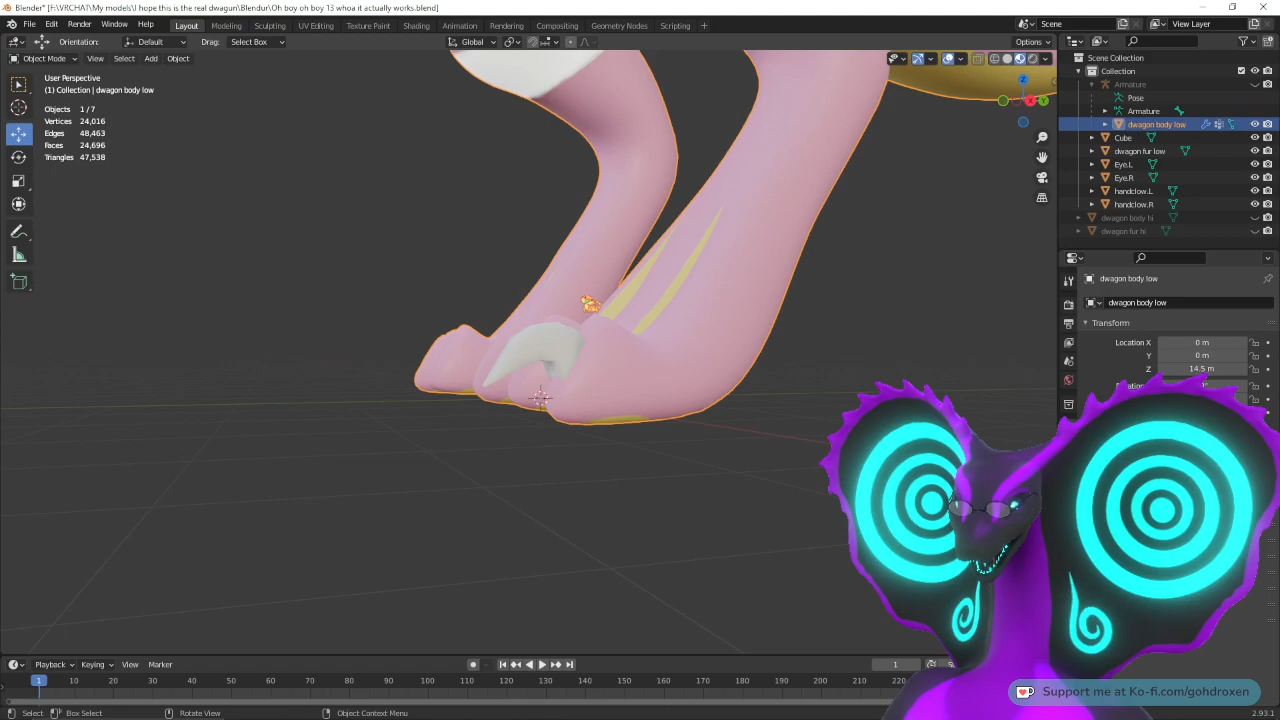 Blender* [F:\VRCHAT\My models\I hope this is the real dwagun\Blendur\Oh boy oh boy 13 whoa it actually works.blend]
File Edit Render Window Help Layout Modeling Sculpting UV Editing Texture Paint Shading Animation Rendering Compositing Geometry Nodes Scripting + Scene View Layer
Orientation: Default Drag: Select Box Global Options
Object Mode View Select Add Object
User Perspective
(1) Collection | dwagon body low
Objects 1/7
Vertices 24,016
Edges 48,463
Faces 24,696
Triangles 47,538
Z
X
Y
Scene Collection
Collection
Armature
Pose
Armature
dwagon body low
Cube
dwagon fur low
Eye.L
Eye.R
handclow.L
handclow.R
dwagon body hi
dwagon fur hi
dwagon body low
dwagon body low
Transform
Location X 0 m
Y 0 m
Z 14.5 m
Playback Keying View Marker 1
1 10 20 30 40 50 60 70 80 90 100 110 120 130 140 150 160 170 180 190 200 210 220
Support me at Ko-fi.com/gohdroxen
Select Box Select Rotate View Object Context Menu 2.93.1